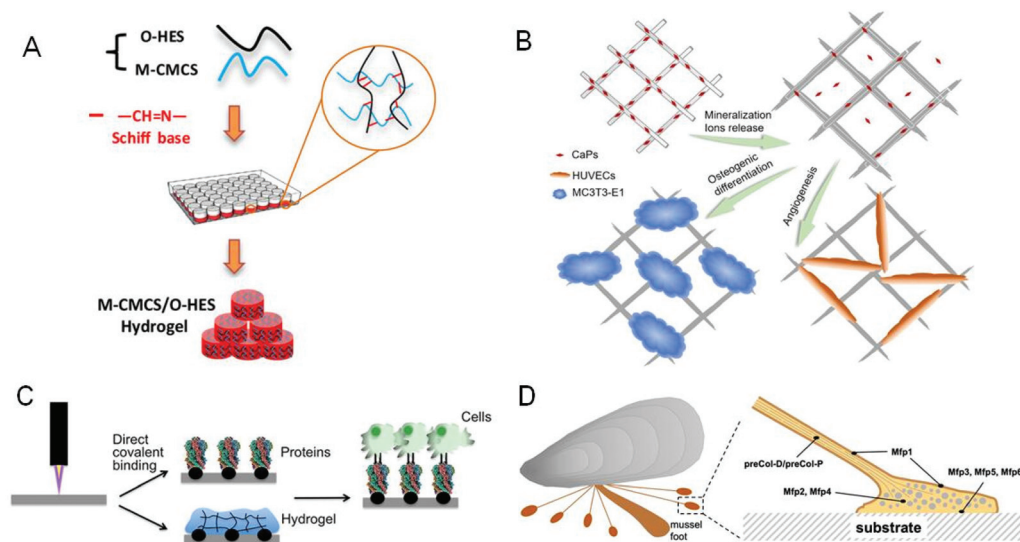 A
O-HES
M-CMCS
—CH=N—
Schiff base
M-CMCS/O-HES
Hydrogel
B
Mineralization
Ions release
CaPs
HUVECs
MC3T3-E1
Osteogenic
differentiation
Angiogenesis
C
Direct
covalent
binding
Proteins
Hydrogel
Cells
D
mussel
foot
preCol-D/preCol-P
Mfp1
Mfp3, Mfp5, Mfp6
Mfp2, Mfp4
substrate